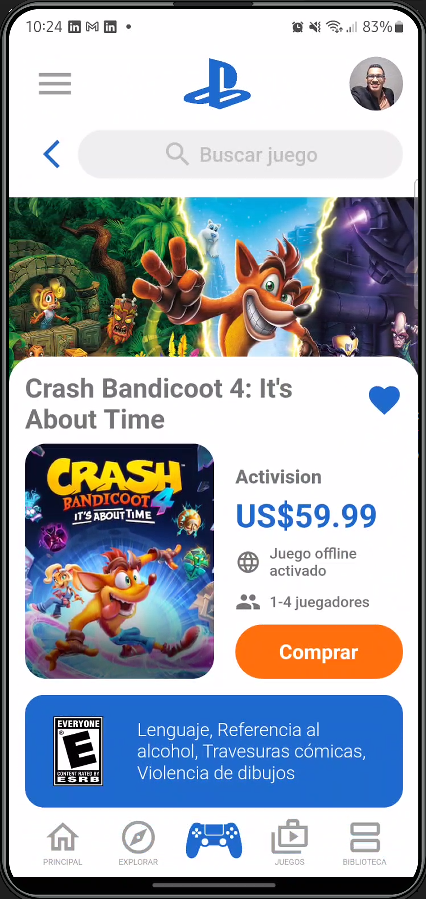 10:24
83%
Buscar juego
Crash Bandicoot 4: It's
About Time
CRASH
BANDICOOT 4
IT'S ABOUT TIME
Activision
US$59.99
Juego offline
activado
1-4 juegadores
Comprar
EVERYONE
E
CONTENT RATED BY
ESRB
Lenguaje, Referencia al
alcohol, Travesuras cómicas,
Violencia de dibujos
PRINCIPAL
EXPLORAR
JUEGOS
BIBLIOTECA